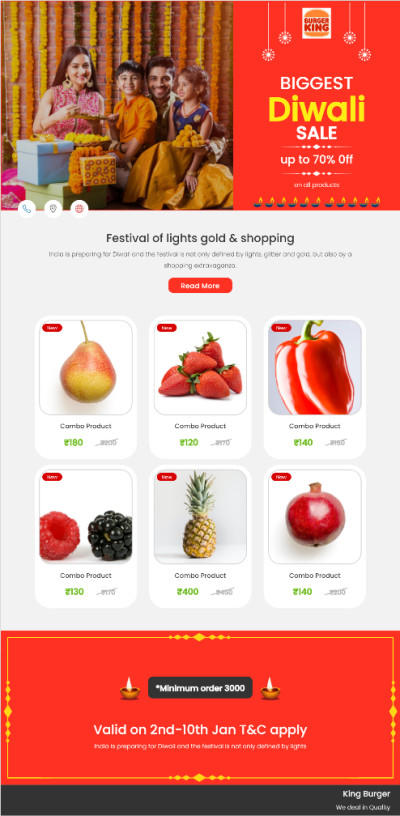 BURGER
KING
BIGGEST
Diwali
SALE
up to 70% Off
on all products
Festival of lights gold & shopping
India is preparing for Diwali and the festival is not only defined by lights, glitter and gold, but also by a
shopping extravaganza.
Read More
New
New
New
Combo Product
Combo Product
Combo Product
₹180 ₹200
₹120 ₹170
₹140 ₹150
New
New
New
Combo Product
Combo Product
Combo Product
₹130 ₹170
₹400 ₹450
₹140 ₹200
*Minimum order 3000
Valid on 2nd-10th Jan T&C apply
India is preparing for Diwali and the festival is not only defined by lights
King Burger
We deal in Quality